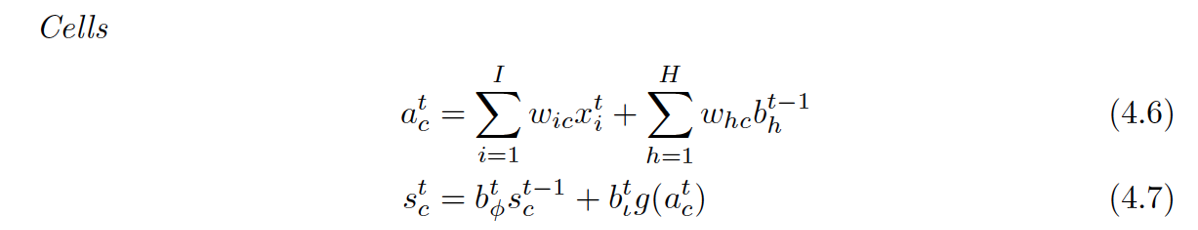 Cells
a_c^t = \sum_{i=1}^{I} w_{ic} x_i^t + \sum_{h=1}^{H} w_{hc} b_h^{t-1} (4.6)
s_c^t = b_\phi^t s_c^{t-1} + b_\iota^t g(a_c^t) (4.7)